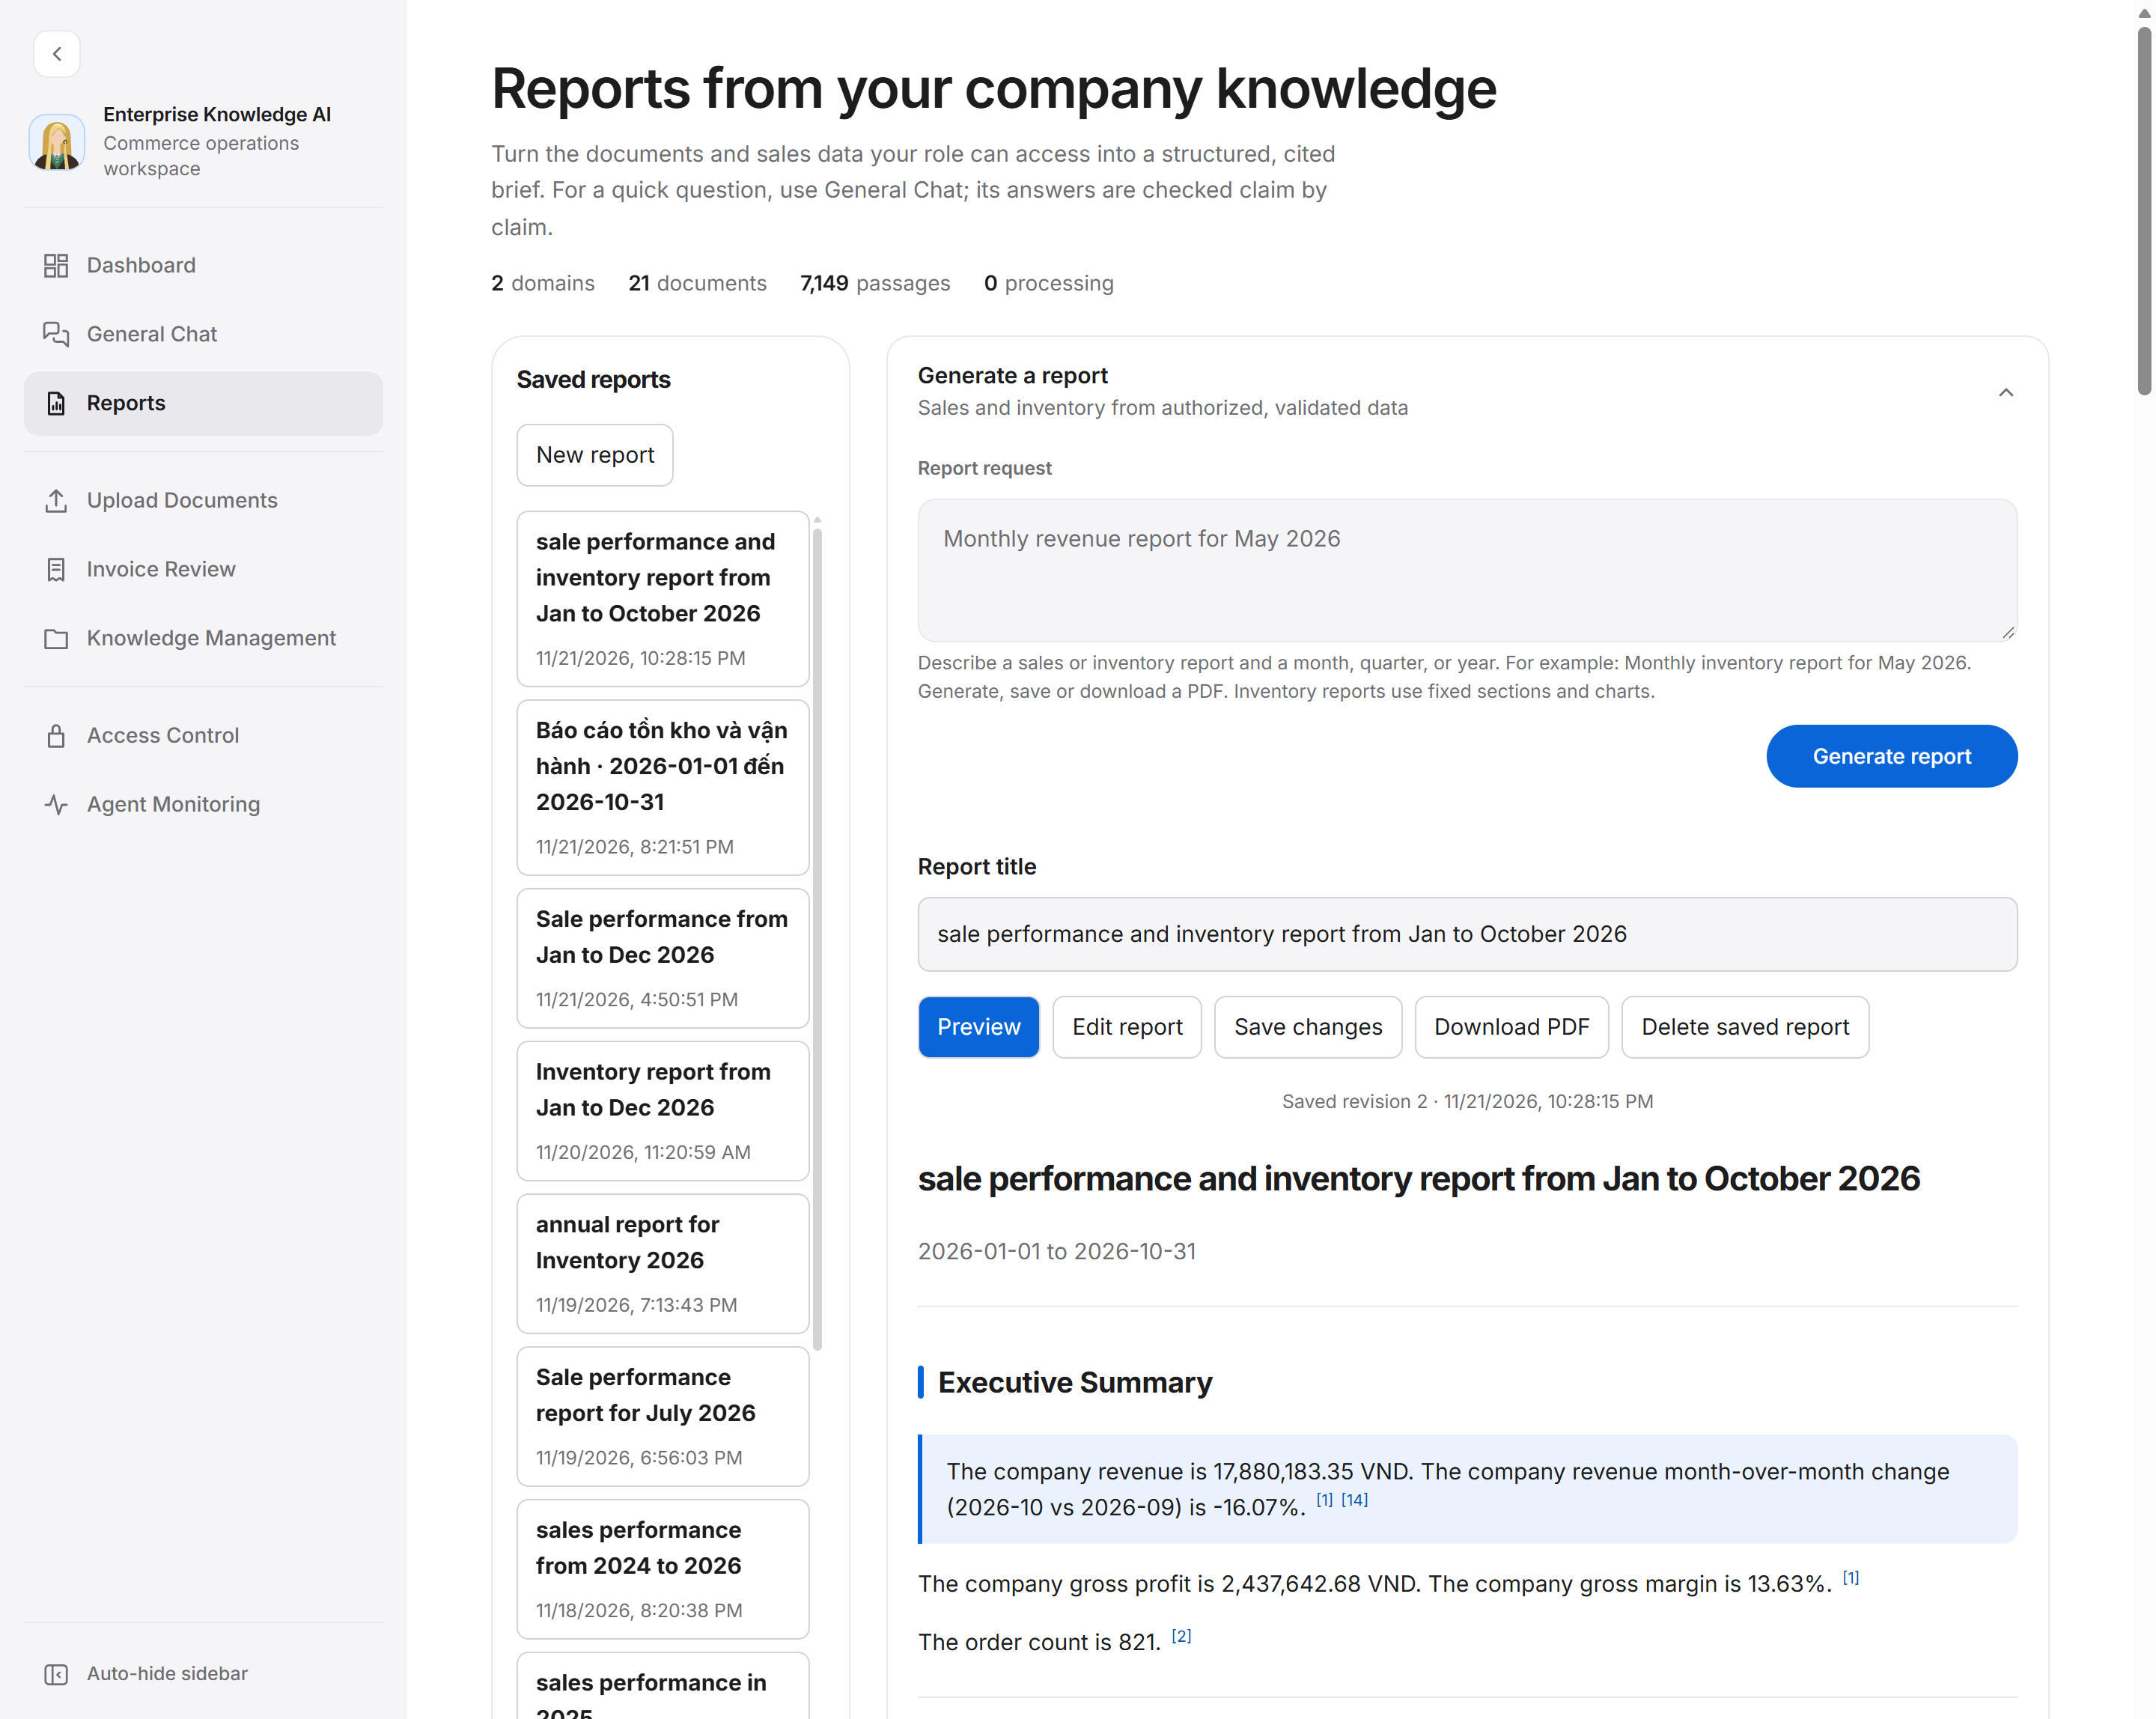 Enterprise Knowledge AI
Commerce operations
workspace
Dashboard
General Chat
Reports
Upload Documents
Invoice Review
Knowledge Management
Access Control
Agent Monitoring
Auto-hide sidebar
Reports from your company knowledge
Turn the documents and sales data your role can access into a structured, cited
brief. For a quick question, use General Chat; its answers are checked claim by
claim.
2 domains 21 documents 7,149 passages 0 processing
Saved reports
New report
sale performance and
inventory report from
Jan to October 2026
11/21/2026, 10:28:15 PM
Báo cáo tồn kho và vận
hành · 2026-01-01 đến
2026-10-31
11/21/2026, 8:21:51 PM
Sale performance from
Jan to Dec 2026
11/21/2026, 4:50:51 PM
Inventory report from
Jan to Dec 2026
11/20/2026, 11:20:59 AM
annual report for
Inventory 2026
11/19/2026, 7:13:43 PM
Sale performance
report for July 2026
11/19/2026, 6:56:03 PM
sales performance
from 2024 to 2026
11/18/2026, 8:20:38 PM
sales performance in
2025
Generate a report
Sales and inventory from authorized, validated data
Report request
Monthly revenue report for May 2026
Describe a sales or inventory report and a month, quarter, or year. For example: Monthly inventory report for May 2026.
Generate, save or download a PDF. Inventory reports use fixed sections and charts.
Generate report
Report title
sale performance and inventory report from Jan to October 2026
Preview Edit report Save changes Download PDF Delete saved report
Saved revision 2 · 11/21/2026, 10:28:15 PM
sale performance and inventory report from Jan to October 2026
2026-01-01 to 2026-10-31
Executive Summary
The company revenue is 17,880,183.35 VND. The company revenue month-over-month change
(2026-10 vs 2026-09) is -16.07%. [1] [14]
The company gross profit is 2,437,642.68 VND. The company gross margin is 13.63%. [1]
The order count is 821. [2]